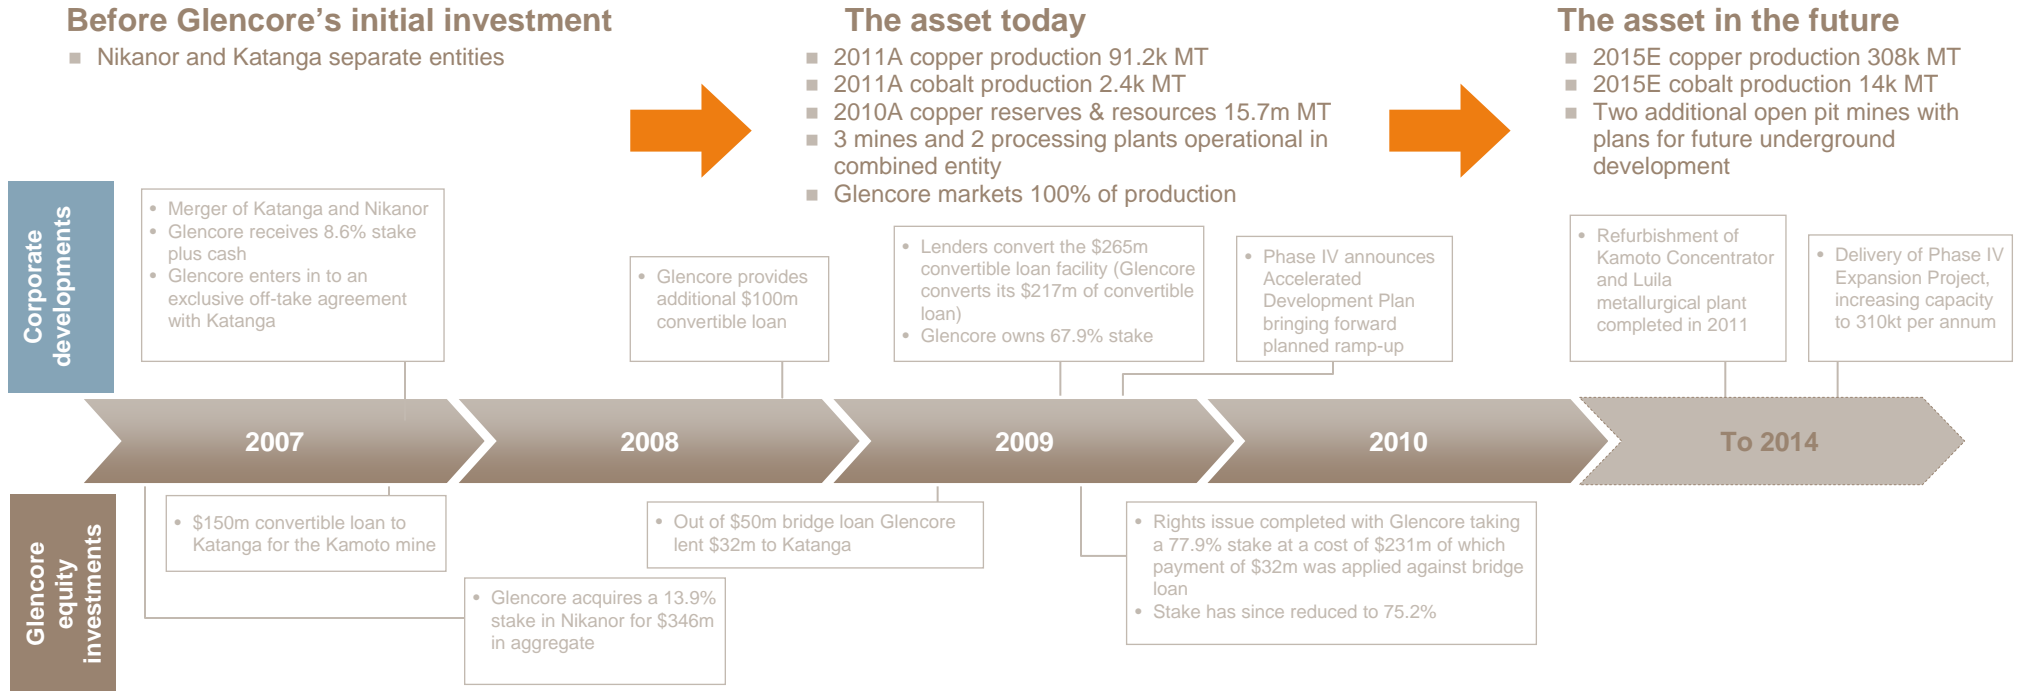 Before Glencore's initial investment
Nikanor and Katanga separate entities
The asset today
2011A copper production 91.2k MT
2011A cobalt production 2.4k MT
2010A copper reserves & resources 15.7m MT
3 mines and 2 processing plants operational in
combined entity
Glencore markets 100% of production
The asset in the future
2015E copper production 308k MT
2015E cobalt production 14k MT
Two additional open pit mines with
plans for future underground
development
Corporate
developments
• Merger of Katanga and Nikanor
• Glencore receives 8.6% stake
plus cash
• Glencore enters in to an
exclusive off-take agreement
with Katanga
• Glencore provides
additional $100m
convertible loan
• Lenders convert the $265m
convertible loan facility (Glencore
converts its $217m of convertible
loan)
• Glencore owns 67.9% stake
• Phase IV announces
Accelerated
Development Plan
bringing forward
planned ramp-up
• Refurbishment of
Kamoto Concentrator
and Luila
metallurgical plant
completed in 2011
• Delivery of Phase IV
Expansion Project,
increasing capacity
to 310kt per annum
2007
2008
2009
2010
To 2014
Glencore
equity
investments
• $150m convertible loan to
Katanga for the Kamoto mine
• Glencore acquires a 13.9%
stake in Nikanor for $346m
in aggregate
• Out of $50m bridge loan Glencore
lent $32m to Katanga
• Rights issue completed with Glencore taking
a 77.9% stake at a cost of $231m of which
payment of $32m was applied against bridge
loan
• Stake has since reduced to 75.2%